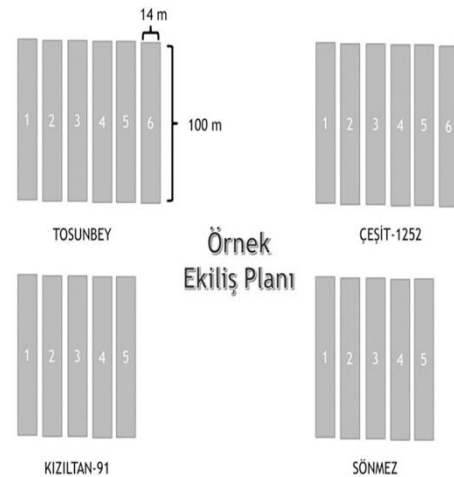 14 m
1 2 3 4 5 6
100 m
TOSUNBEY
1 2 3 4 5 6
ÇEŞİT-1252
Örnek
Ekiliş Planı
1 2 3 4 5
KIZILTAN-91
1 2 3 4 5
SÖNMEZ